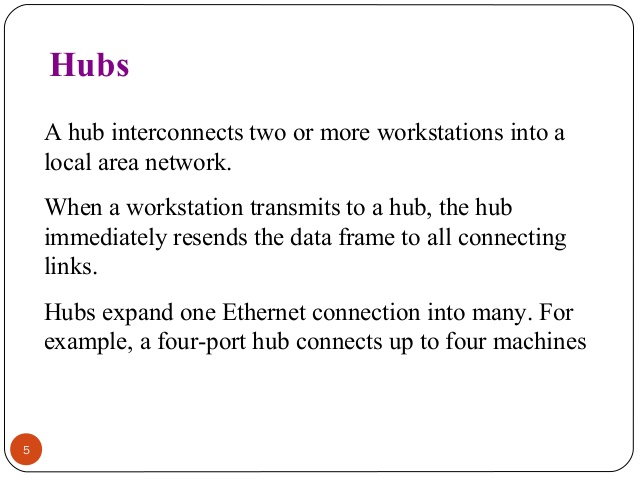 Hubs
A hub interconnects two or more workstations into a
local area network.
When a workstation transmits to a hub, the hub
immediately resends the data frame to all connecting
links.
Hubs expand one Ethernet connection into many. For
example, a four-port hub connects up to four machines
5